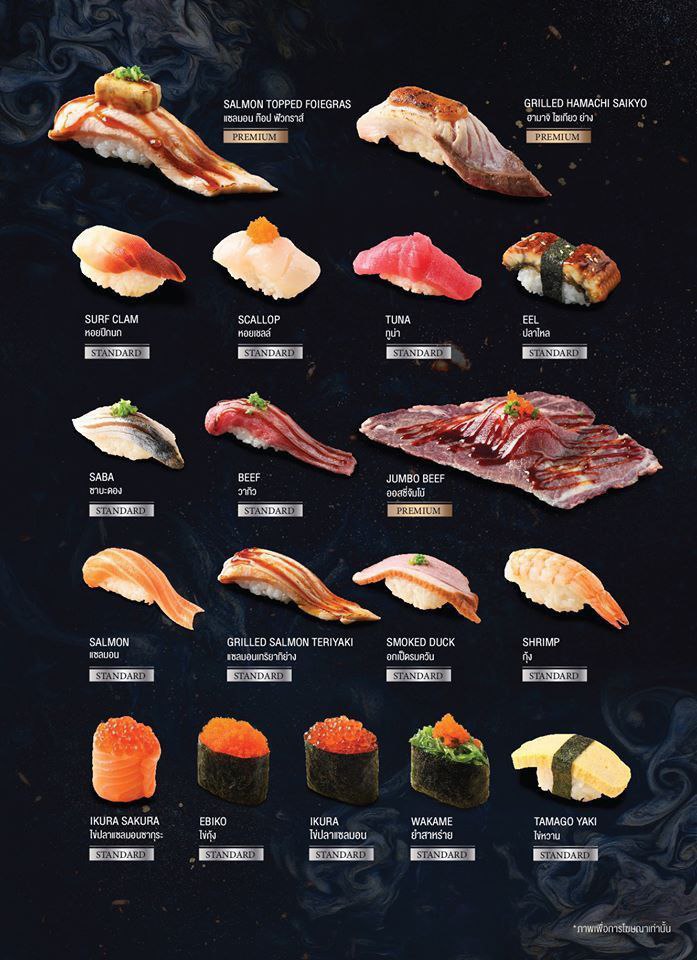 SALMON TOPPED FOIEGRAS
แซลมอน ท็อป ฟัวกราส์
PREMIUM
GRILLED HAMACHI SAIKYO
ฮามาจิ ไซเกียว ย่าง
PREMIUM
SURF CLAM
หอยปีกนก
STANDARD
SCALLOP
หอยเชลล์
STANDARD
TUNA
ทูน่า
STANDARD
EEL
ปลาไหล
STANDARD
SABA
ซาบะดอง
STANDARD
BEEF
วากิว
STANDARD
JUMBO BEEF
ออสซี่จัมโบ้
PREMIUM
SALMON
แซลมอน
STANDARD
GRILLED SALMON TERIYAKI
แซลมอนเทริยากิย่าง
STANDARD
SMOKED DUCK
อกเป็ดรมควัน
STANDARD
SHRIMP
กุ้ง
STANDARD
IKURA SAKURA
ไข่ปลาแซลมอนซากุระ
STANDARD
EBIKO
ไข่กุ้ง
STANDARD
IKURA
ไข่ปลาแซลมอน
STANDARD
WAKAME
ยำสาหร่าย
STANDARD
TAMAGO YAKI
ไข่หวาน
STANDARD
*ภาพเพื่อการโฆษณาเท่านั้น